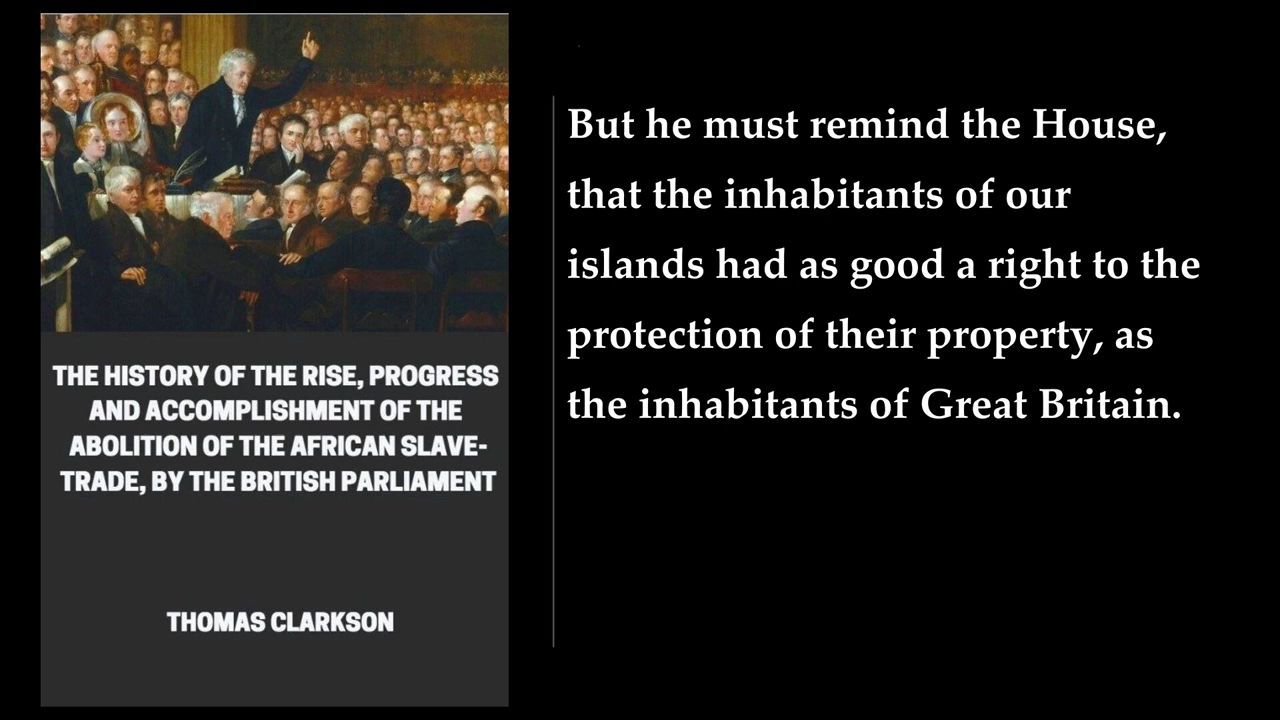 THE HISTORY OF THE RISE, PROGRESS
AND ACCOMPLISHMENT OF THE
ABOLITION OF THE AFRICAN SLAVE-
TRADE, BY THE BRITISH PARLIAMENT
THOMAS CLARKSON
But he must remind the House,
that the inhabitants of our
islands had as good a right to the
protection of their property, as
the inhabitants of Great Britain.